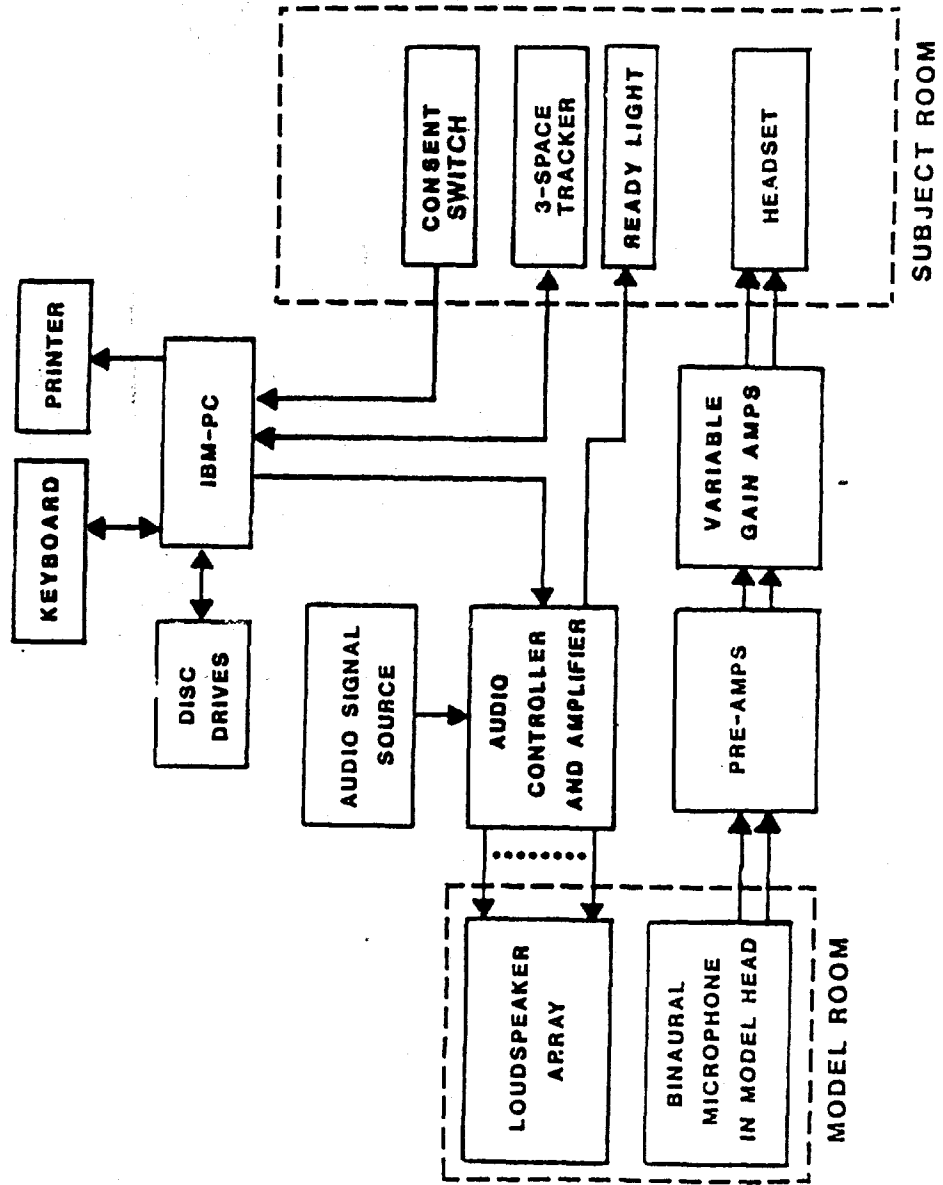 KEYBOARD
PRINTER
DISC
DRIVES
IBM-PC
AUDIO SIGNAL
SOURCE
CONSENT
SWITCH
3-SPACE
TRACKER
READY LIGHT
LOUDSPEAKER
ARRAY
AUDIO
CONTROLLER
AND AMPLIFIER
BINAURAL
MICROPHONE
IN MODEL HEAD
PRE-AMPS
VARIABLE
GAIN AMPS
HEADSET
MODEL ROOM
SUBJECT ROOM